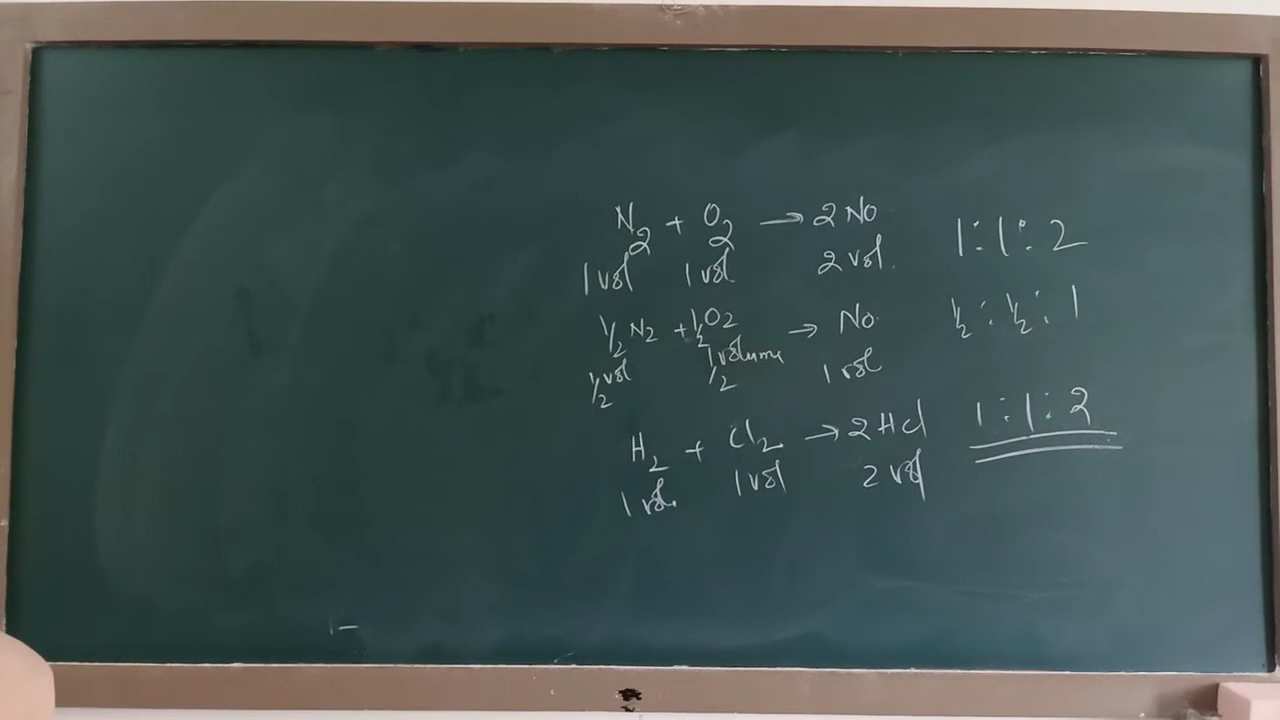 N2 + O2 → 2 No 1:1:2
1 vol 1 vol 2 vol.
1/2 N2 + 1/2 O2 → No 1/2 : 1/2 : 1
1/2 vol 1/2 volume 1 vol
H2 + Cl2 → 2 HCl 1:1:2
1 vol. 1 vol 2 vol